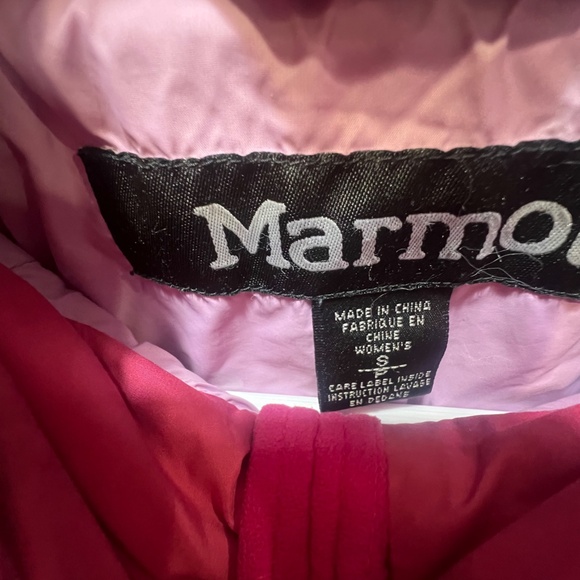 Marmo
MADE IN CHINA
FABRIQUE EN
CHINE
WOMEN'S
S
P
CARE LABEL INSIDE
INSTRUCTION LAVAGE
EN DEDANS